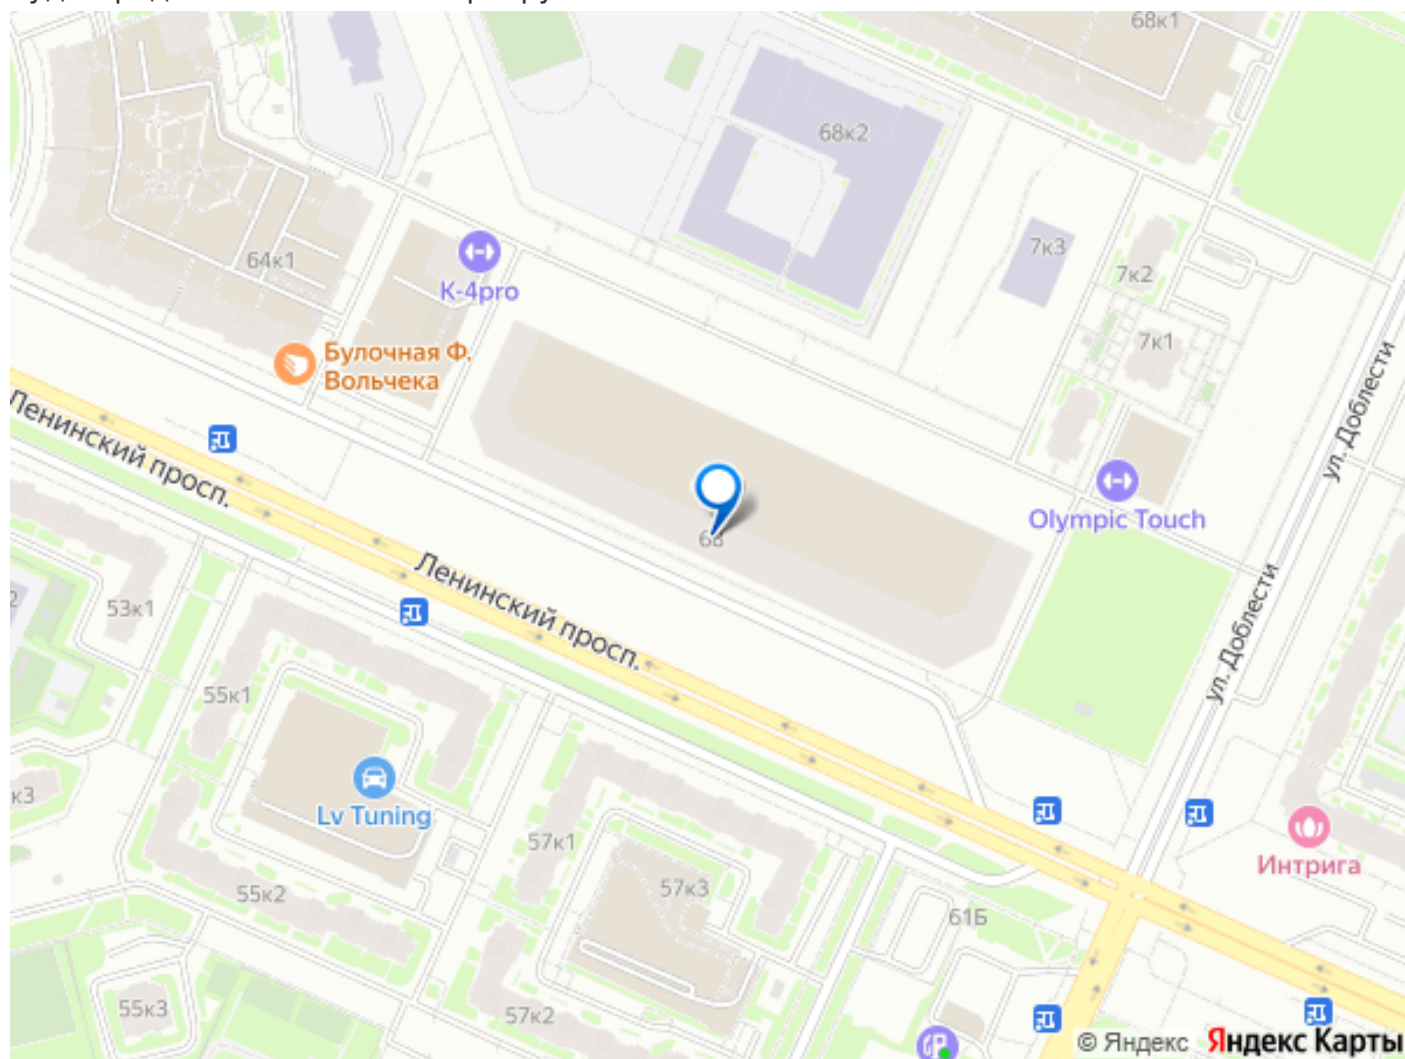 68к1
68к2
7к3
7к2
64к1
K-4pro
7к1
Булочная Ф.
Вольчека
Ленинский просп.
ул. Доблести
Olympic Touch
Ленинский просп.
53к1
ул. Доблести
55к1
к3
Lv Tuning
57к1
Интрига
57к3
55к2
61Б
55к3
57к2
© Яндекс Яндекс Карты